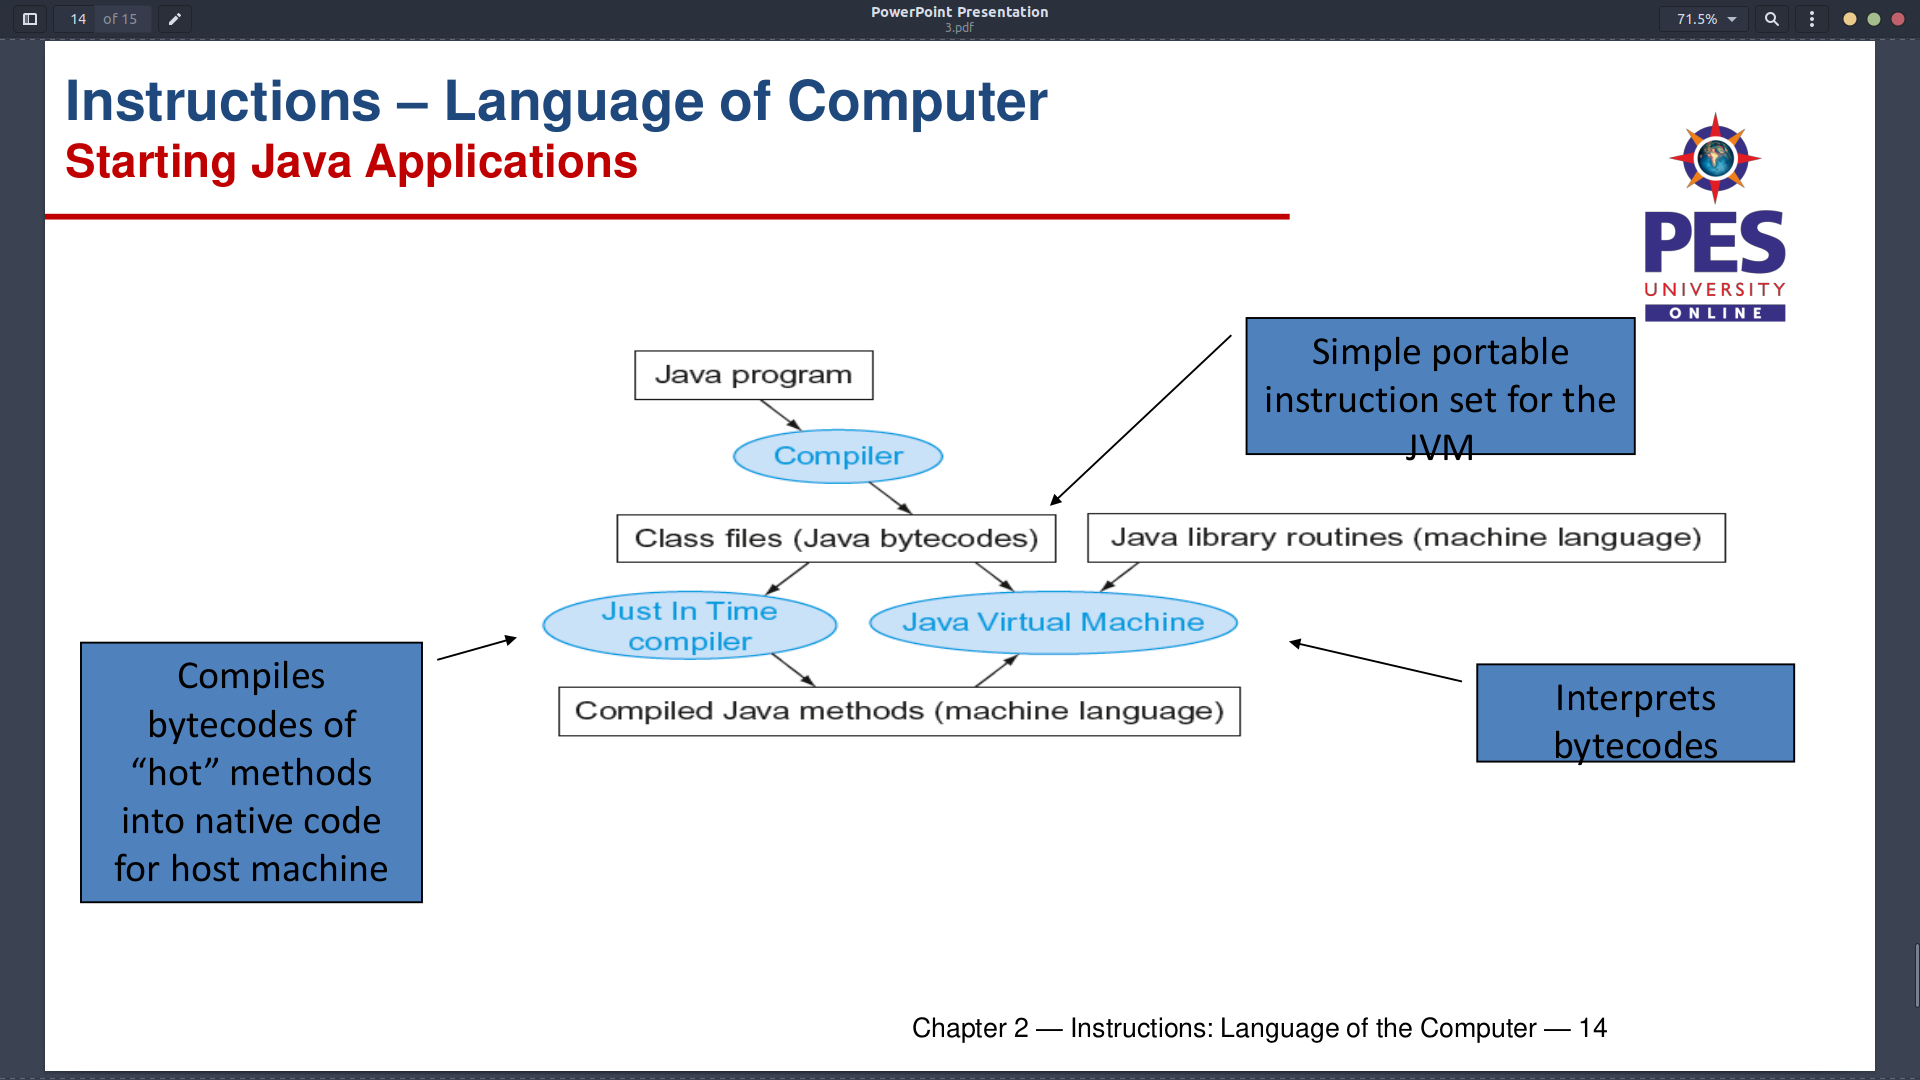 14 of 15
PowerPoint Presentation
3.pdf
71.5%
Instructions – Language of Computer
Starting Java Applications
PES
UNIVERSITY
ONLINE
Simple portable
instruction set for the
JVM
Java program
Compiler
Class files (Java bytecodes)
Java library routines (machine language)
Just In Time
compiler
Java Virtual Machine
Compiled Java methods (machine language)
Compiles
bytecodes of
“hot” methods
into native code
for host machine
Interprets
bytecodes
Chapter 2 — Instructions: Language of the Computer — 14